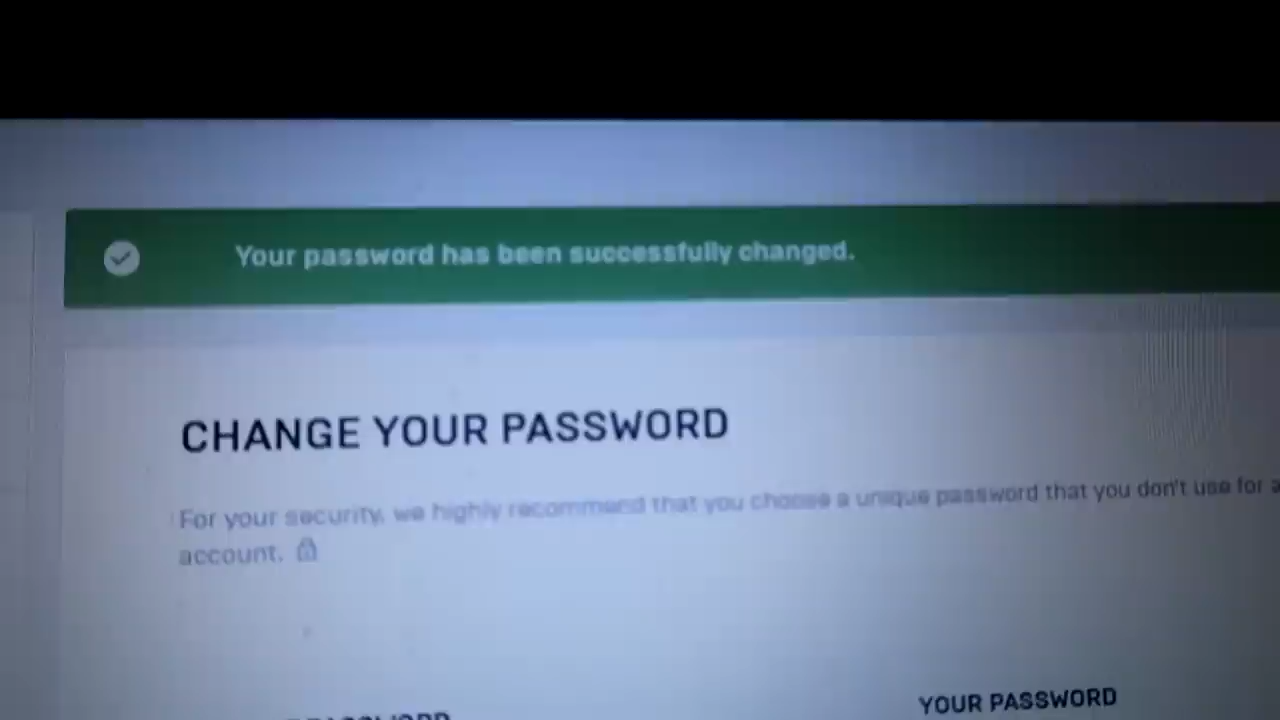 Your password has been successfully changed.
CHANGE YOUR PASSWORD
For your security, we highly recommend that you choose a unique password that you don't use for a
account.
YOUR PASSWORD
PASSWORD